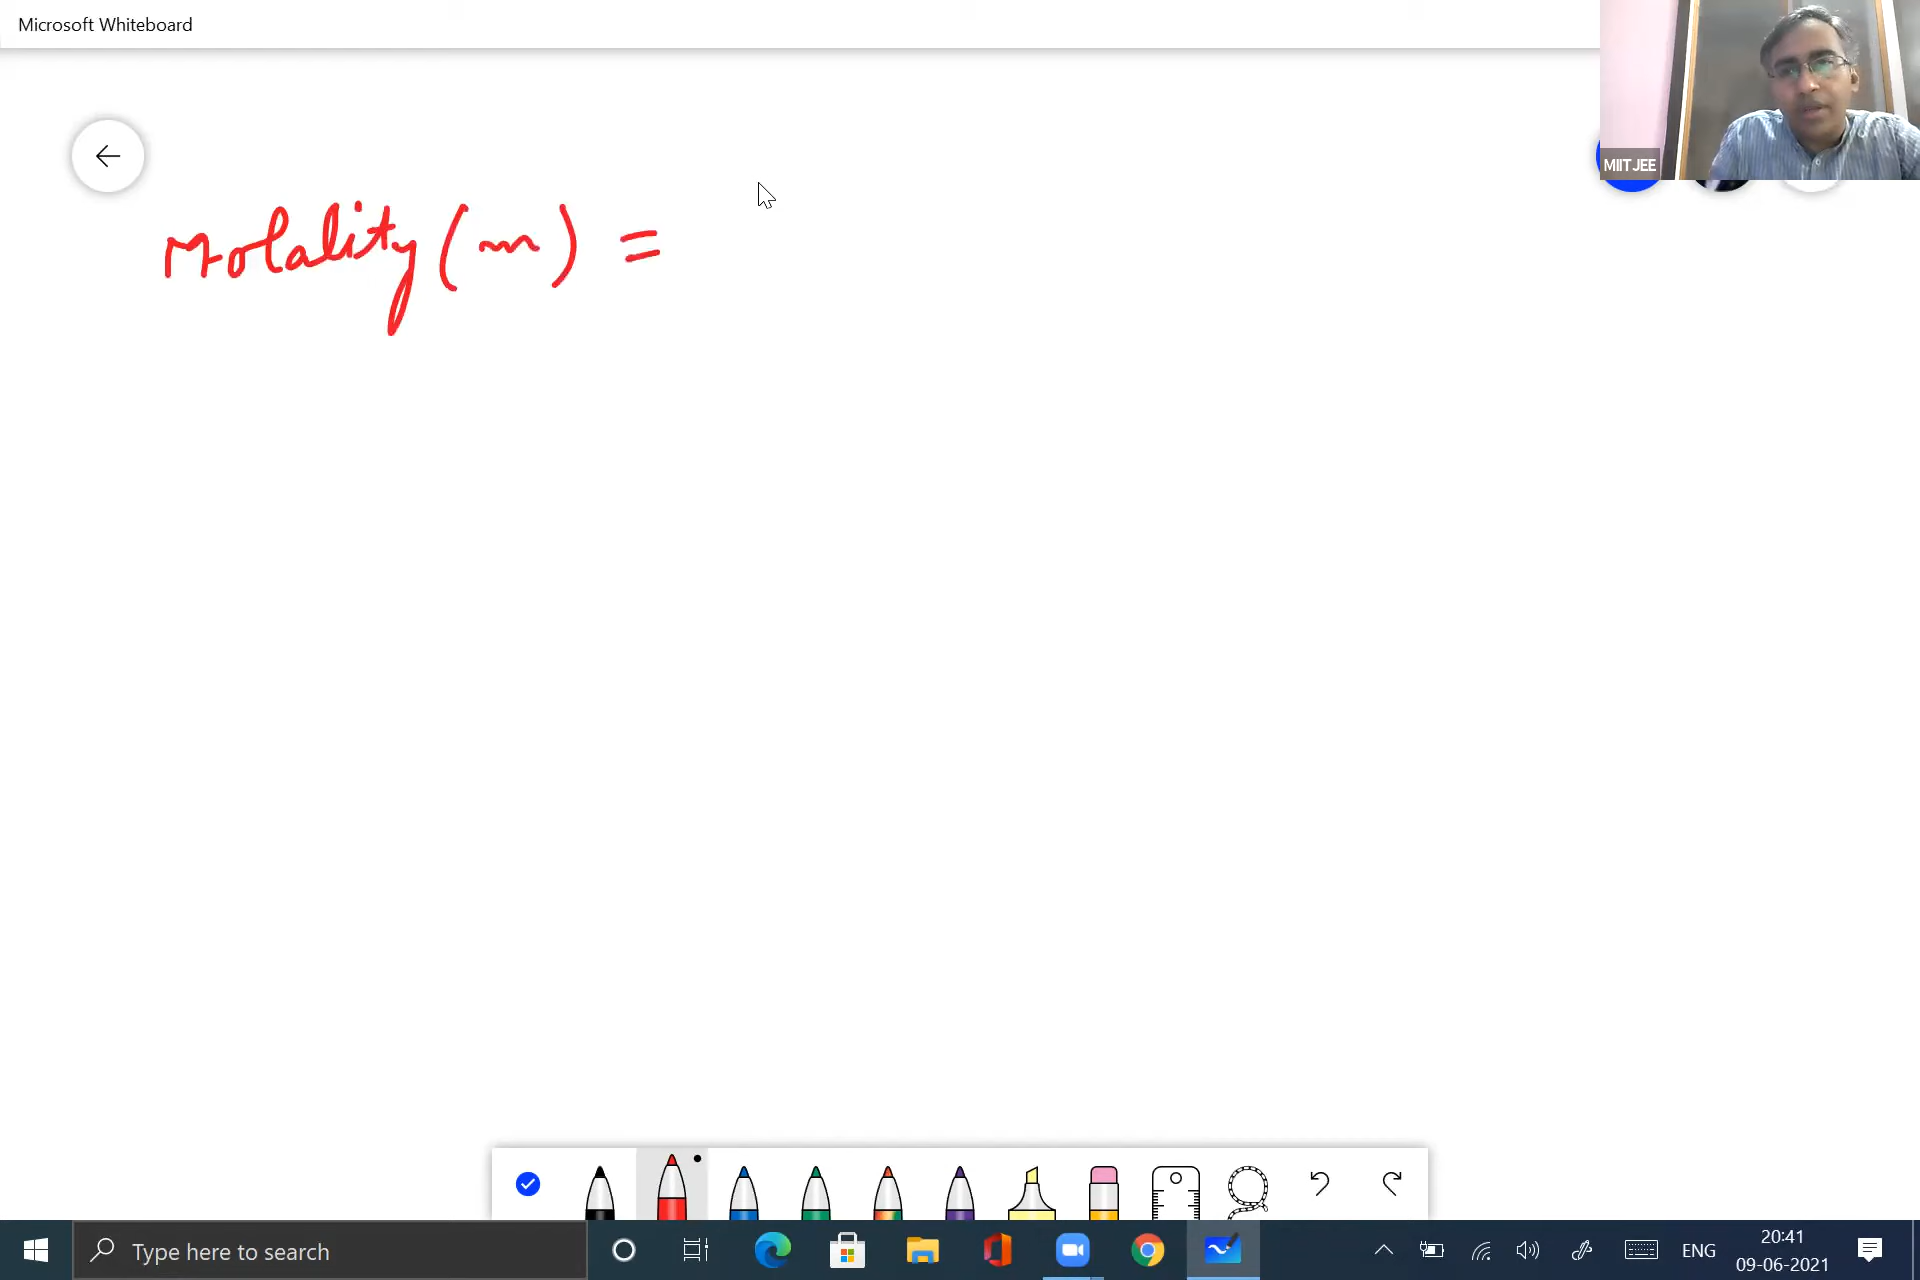 Microsoft Whiteboard
MIIT JEE
Molality (m) =
Type here to search
ENG
20:41
09-06-2021